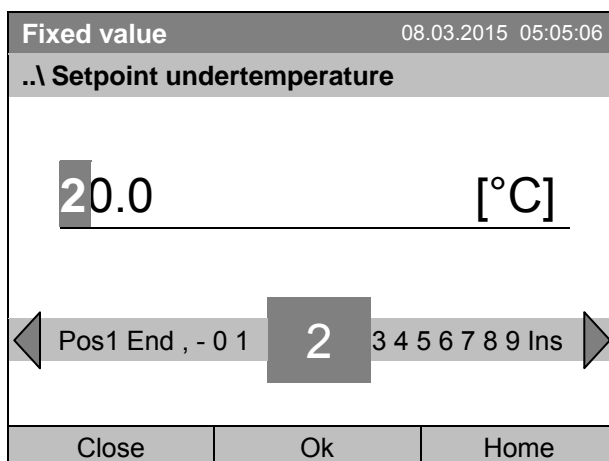 Fixed value 08.03.2015 05:05:06
..\ Setpoint undertemperature
20.0 [°C]
Pos1 End , - 0 1 2 3 4 5 6 7 8 9 Ins
Close Ok Home